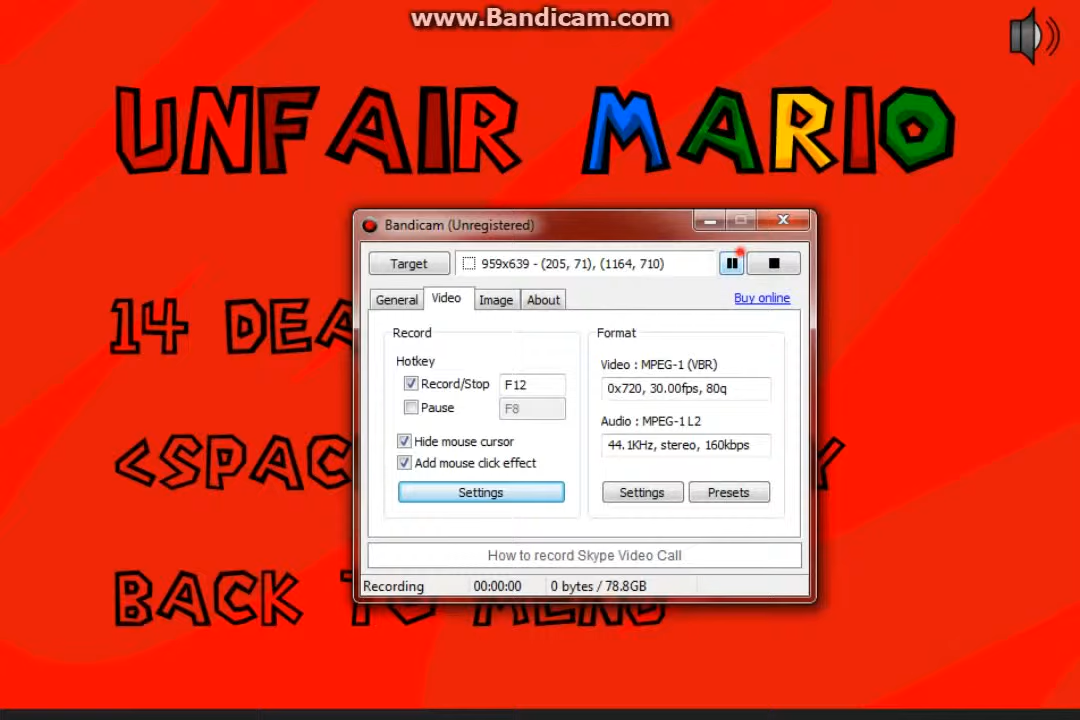 www.Bandicam.com
UNFAIR MARIO
Bandicam (Unregistered)
Target
959x639 - (205, 71), (1164, 710)
General
Video
Image
About
Buy online
Record
Format
Hotkey
Video : MPEG-1 (VBR)
Record/Stop
F12
0x720, 30.00fps, 80q
Pause
F8
Audio : MPEG-1 L2
Hide mouse cursor
44.1KHz, stereo, 160kbps
Add mouse click effect
Settings
Settings
Presets
How to record Skype Video Call
Recording
00:00:00
0 bytes / 78.8GB
14 DEA
<SPAC
Y
BACK TO MENU